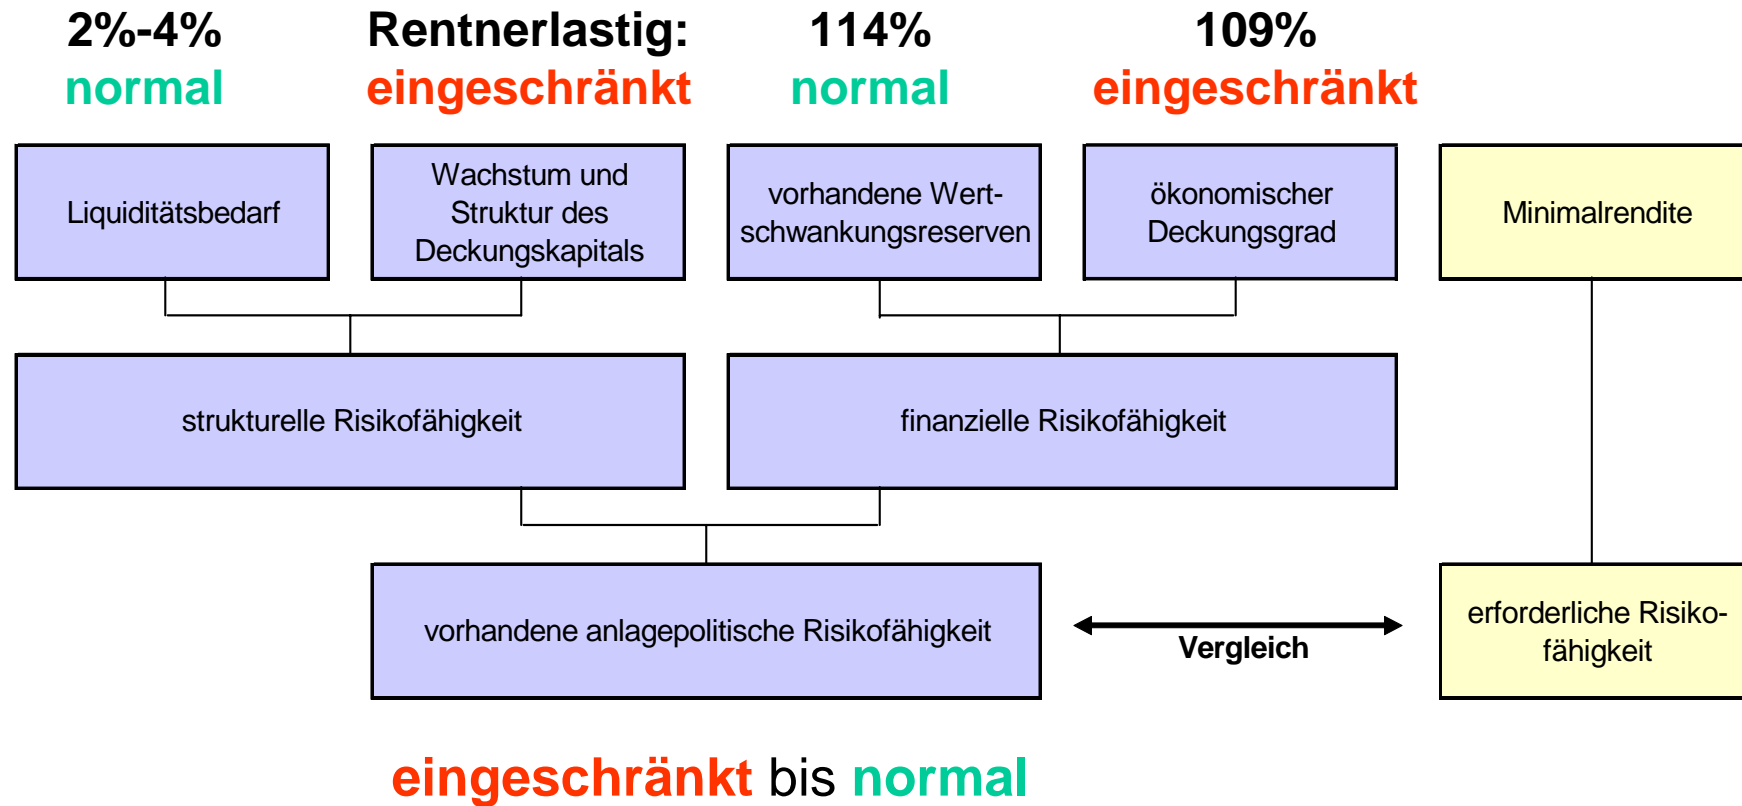 2%-4%
Rentnerlastig:
114%
109%
normal
eingeschränkt
normal
eingeschränkt
Liquiditätsbedarf
Wachstum und
Struktur des
Deckungskapitals
vorhandene Wert-
schwankungsreserven
ökonomischer
Deckungsgrad
Minimalrendite
strukturelle Risikofähigkeit
finanzielle Risikofähigkeit
vorhandene anlagepolitische Risikofähigkeit
Vergleich
erforderliche Risiko-
fähigkeit
eingeschränkt bis normal